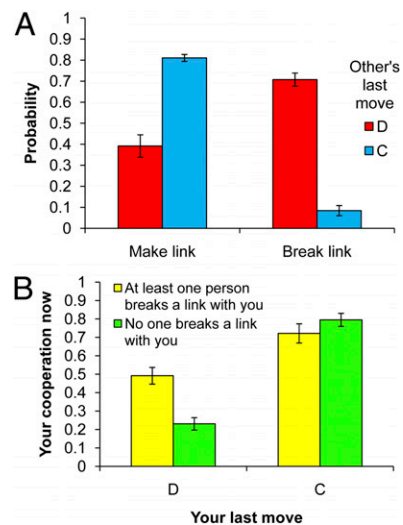 A
Probability
0.9
0.8
0.7
0.6
0.5
0.4
0.3
0.2
0.1
0
Make link
Break link
Other's
last
move
D
C
B
Your cooperation now
1
0.9
0.8
0.7
0.6
0.5
0.4
0.3
0.2
0.1
0
At least one person
breaks a link with you
No one breaks a link
with you
D
C
Your last move